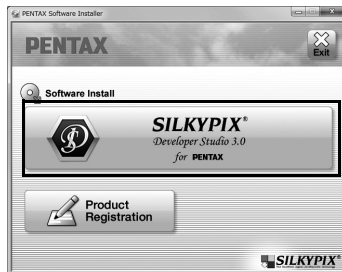 PENTAX Software Installer
PENTAX
Exit
Software Install
SILKYPIX®
Developer Studio 3.0
for PENTAX
Product
Registration
SILKYPIX®